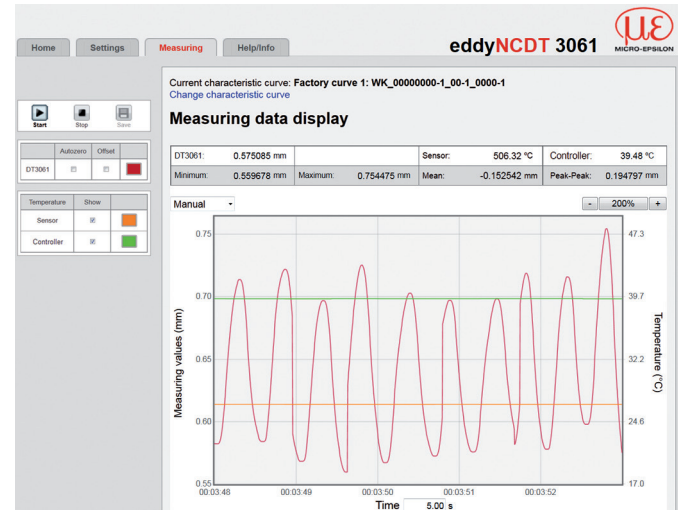 µε
MICRO-EPSILON
eddyNCDT 3061
Home Settings Measuring Help/Info
Current characteristic curve: Factory curve 1: WK_00000000-1_00-1_0000-1
Change characteristic curve
Measuring data display
Start Stop Save
Autozero Offset
DT3061
Temperature Show
Sensor
Controller
DT3061: 0.575085 mm Sensor: 506.32 °C Controller: 39.48 °C
Minimum: 0.559678 mm Maximum: 0.754475 mm Mean: -0.152542 mm Peak-Peak: 0.194797 mm
Manual - 200% +
Measuring values (mm)
0.75
0.70
0.65
0.60
0.55
47.3
39.7
32.2
24.6
17.0
Temperature (°C)
00:03:48 00:03:49 00:03:50 00:03:51 00:03:52
Time 5.00 s